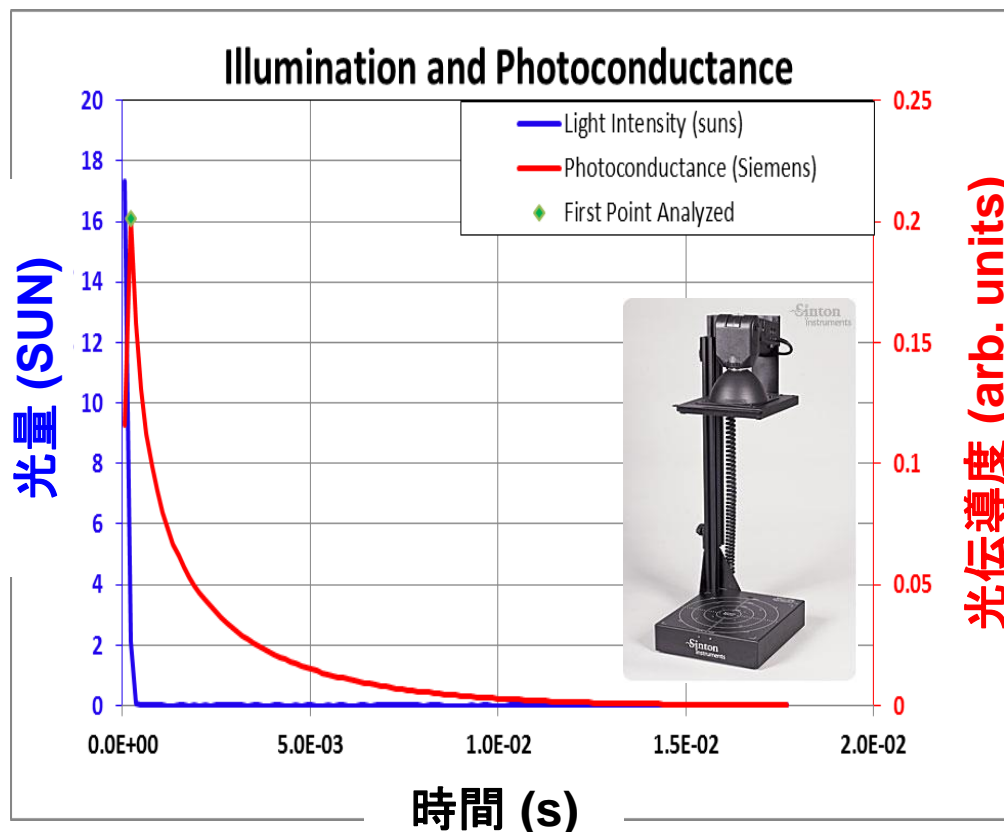 Illumination and Photoconductance
20
18
16
14
12
10
8
6
4
2
0
光量 (SUN)
Light Intensity (suns)
Photoconductance (Siemens)
First Point Analyzed
0.25
0.2
0.15
0.1
0.05
0
光伝導度 (arb. units)
Sinton
Instruments
Sinton
Instruments
0.0E+00 5.0E-03 1.0E-02 1.5E-02 2.0E-02
時間 (s)